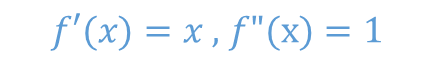 f′(x) = x , f"(x) = 1